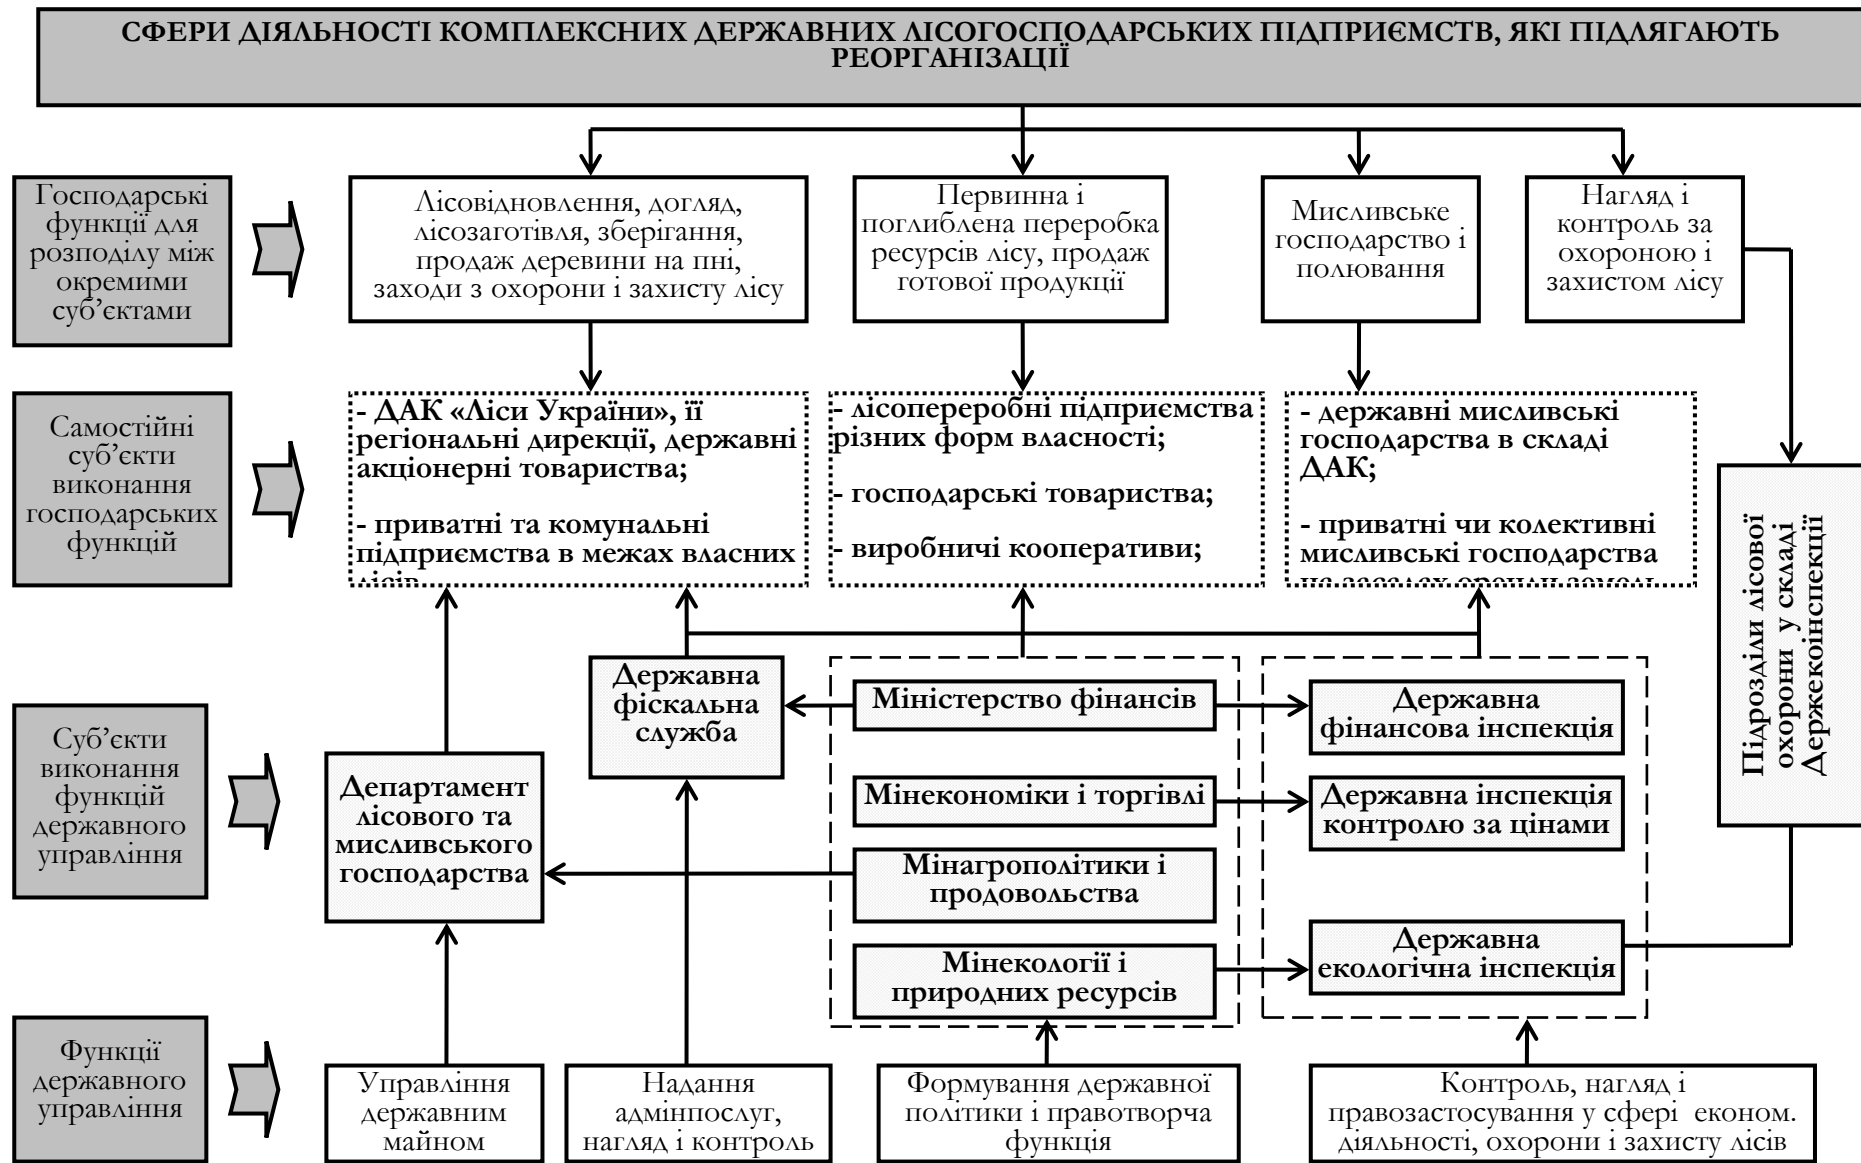 СФЕРИ ДІЯЛЬНОСТІ КОМПЛЕКСНИХ ДЕРЖАВНИХ ЛІСОГОСПОДАРСЬКИХ ПІДПРИЄМСТВ, ЯКІ ПІДЛЯГАЮТЬ
РЕОРГАНІЗАЦІЇ
Господарські
функції для
розподілу між
окремими
суб’єктами
Лісовідновлення, догляд,
лісозаготівля, зберігання,
продаж деревини на пні,
заходи з охорони і захисту лісу
Первинна і
поглиблена переробка
ресурсів лісу, продаж
готової продукції
Мисливське
господарство і
полювання
Нагляд і
контроль за
охороною і
захистом лісу
Самостійні
суб’єкти
виконання
господарських
функцій
- ДАК «Ліси України», її
регіональні дирекції, державні
акціонерні товариства;
- приватні та комунальні
підприємства в межах власних
лісів
- лісопереробні підприємства
різних форм власності;
- господарські товариства;
- виробничі кооперативи;
- державні мисливські
господарства в складі
ДАК;
- приватні чи колективні
мисливські господарства
на засадах оренди земель
Підрозділи лісової
охорони у складі
Держекоінспекції
Суб’єкти
виконання
функцій
державного
управління
Департамент
лісового та
мисливського
господарства
Державна
фіскальна
служба
Міністерство фінансів
Державна
фінансова інспекція
Мінекономіки і торгівлі
Державна інспекція
контролю за цінами
Мінагрополітики і
продовольства
Мінекології і
природних ресурсів
Державна
екологічна інспекція
Функції
державного
управління
Управління
державним
майном
Надання
адмінпослуг,
нагляд і контроль
Формування державної
політики і правотворча
функція
Контроль, нагляд і
правозастосування у сфері економ.
діяльності, охорони і захисту лісів